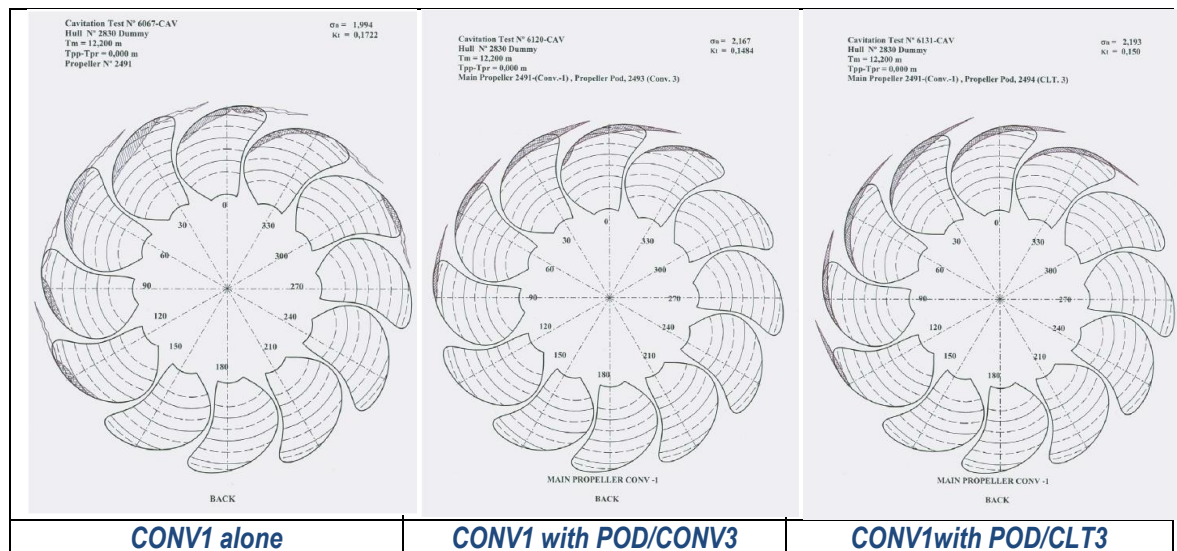 Cavitation Test Nº 6067-CAV
Hull Nº 2830 Dummy
Tm = 12,200 m
Tpp-Tpr = 0,000 m
Propeller Nº 2491
σn = 1,994
Kt = 0,1722
0
30
330
60
300
90
270
120
240
150
210
180
BACK
CONV1 alone
Cavitation Test Nº 6120-CAV
Hull Nº 2830 Dummy
Tm = 12,200 m
Tpp-Tpr = 0,000 m
Main Propeller 2491-(Conv.-1) , Propeller Pod, 2493 (Conv. 3)
σn = 2,167
Kt = 0,1484
0
30
330
60
300
90
270
120
240
150
210
180
MAIN PROPELLER CONV -1
BACK
CONV1 with POD/CONV3
Cavitation Test Nº 6131-CAV
Hull Nº 2830 Dummy
Tm = 12,200 m
Tpp-Tpr = 0,000 m
Main Propeller 2491-(Conv.-1) , Propeller Pod, 2494 (CLT. 3)
σn = 2,193
Kt = 0,150
0
30
330
60
300
90
270
120
240
150
210
180
MAIN PROPELLER CONV -1
BACK
CONV1with POD/CLT3